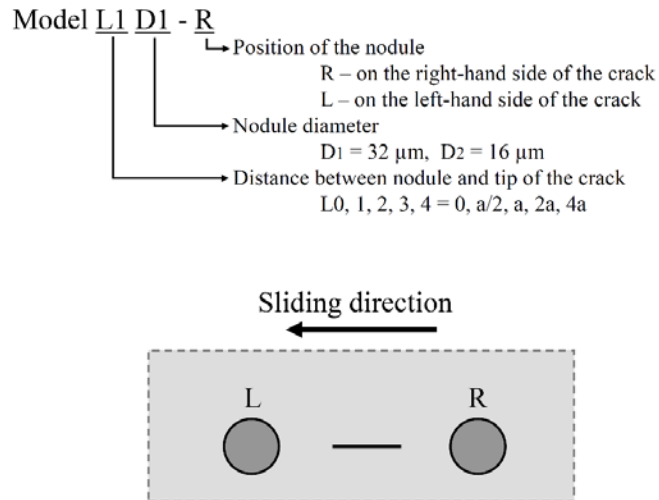 Model L1 D1 - R
Position of the nodule
R – on the right-hand side of the crack
L – on the left-hand side of the crack
Nodule diameter
D1 = 32 μm, D2 = 16 μm
Distance between nodule and tip of the crack
L0, 1, 2, 3, 4 = 0, a/2, a, 2a, 4a
Sliding direction
L R